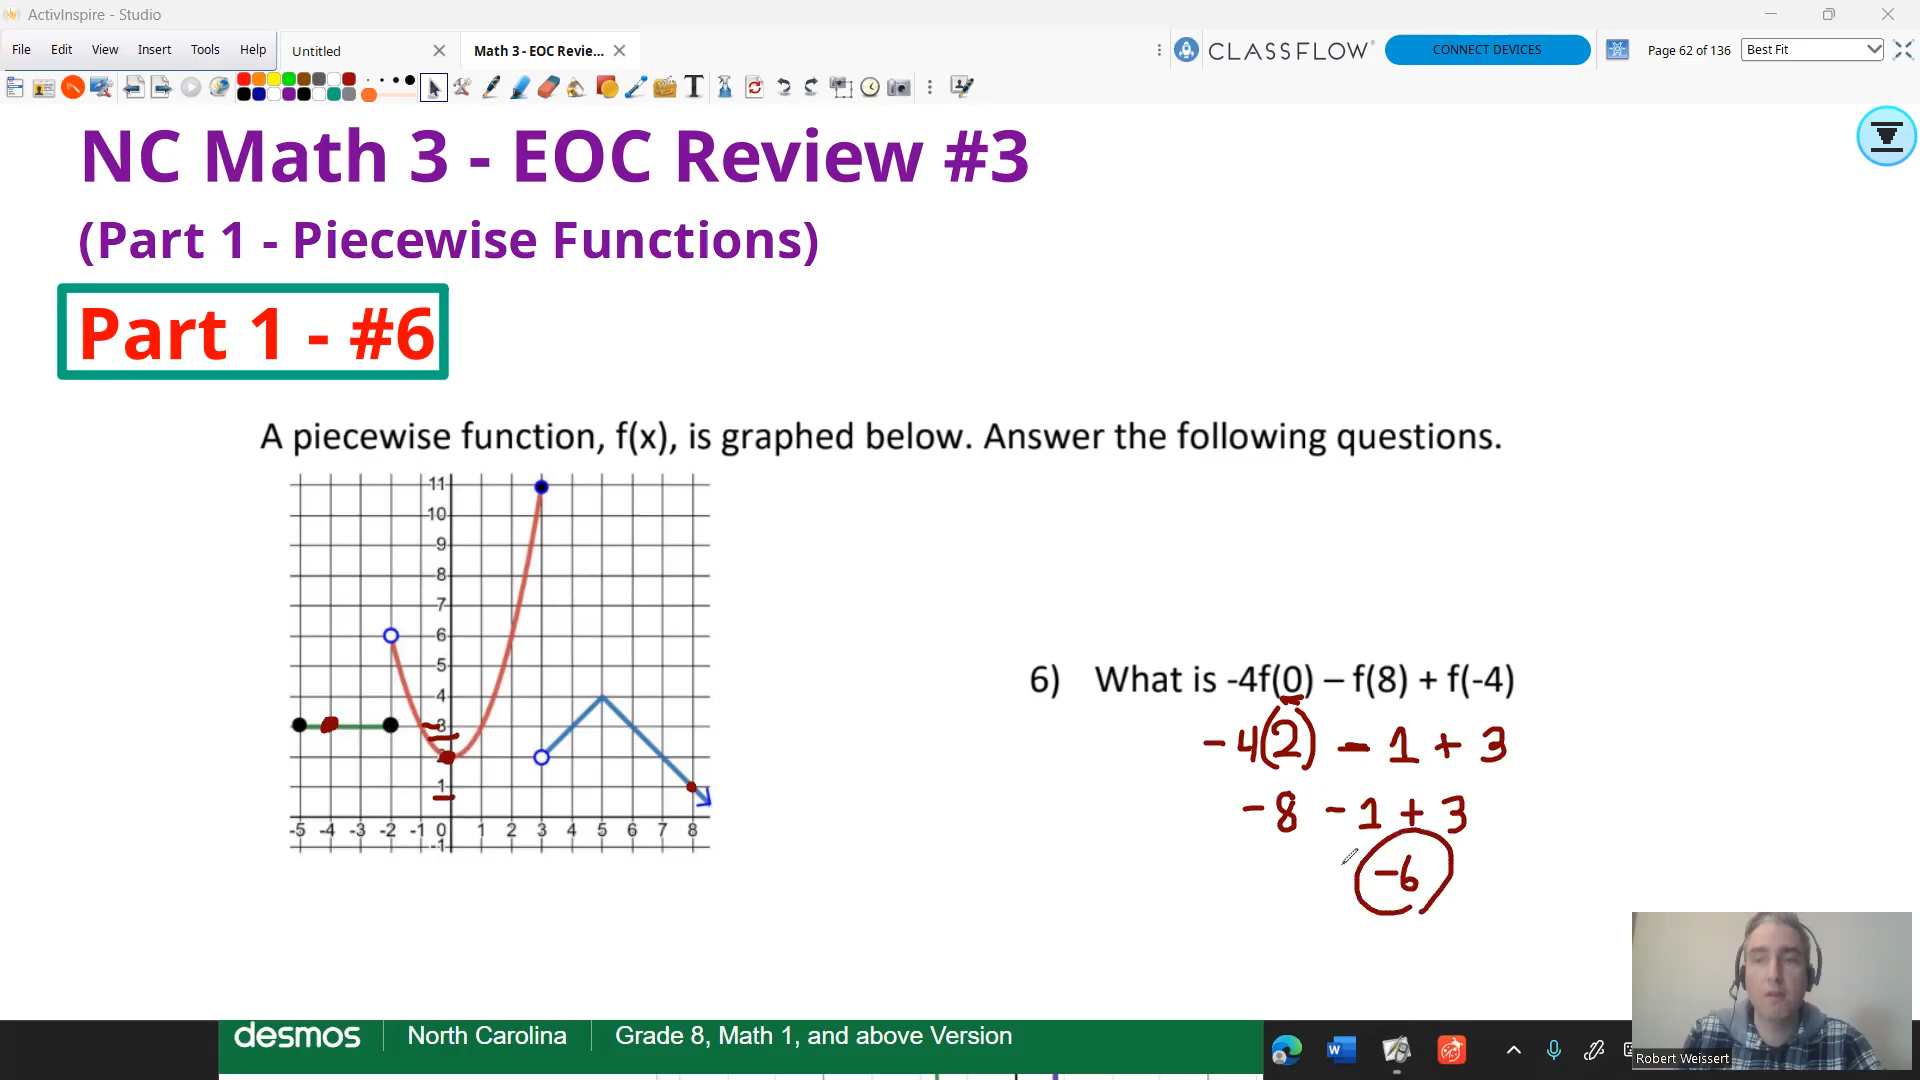 ActivInspire - Studio
File Edit View Insert Tools Help
Untitled
Math 3 - EOC Revie...
CLASSFLOW
CONNECT DEVICES
Page 62 of 136
Best Fit
NC Math 3 - EOC Review #3
(Part 1 - Piecewise Functions)
Part 1 - #6
A piecewise function, f(x), is graphed below. Answer the following questions.
11
10
9
8
7
6
5
4
3
2
1
-5 -4 -3 -2 -1 0 1 2 3 4 5 6 7 8
-1
6) What is -4f(0) – f(8) + f(-4)
-4(2) - 1 + 3
-8 - 1 + 3
-6
desmos North Carolina Grade 8, Math 1, and above Version
Robert Weissert